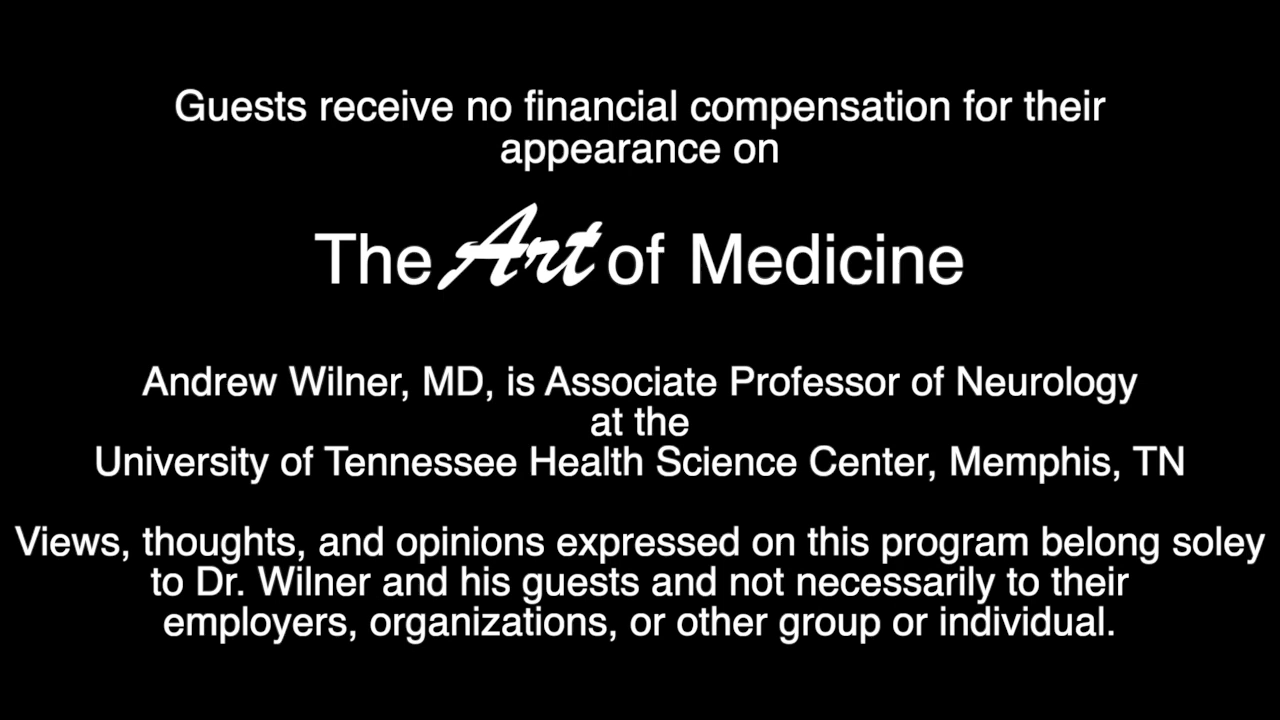 Guests receive no financial compensation for their
appearance on
The Art of Medicine
Andrew Wilner, MD, is Associate Professor of Neurology
at the
University of Tennessee Health Science Center, Memphis, TN
Views, thoughts, and opinions expressed on this program belong soley
to Dr. Wilner and his guests and not necessarily to their
employers, organizations, or other group or individual.